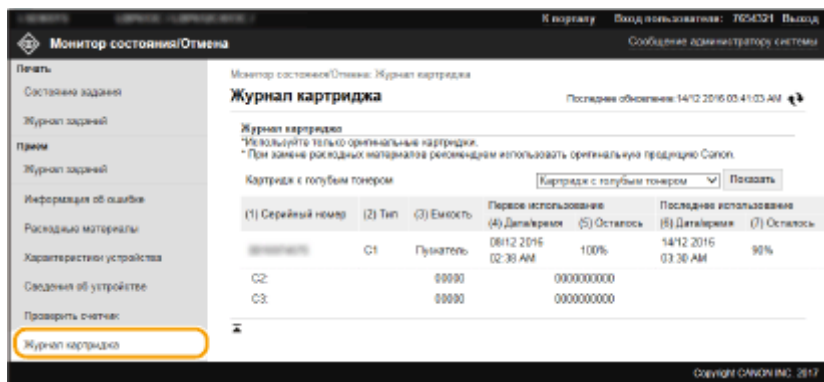 К порталу Вход пользователя: 7654321 Выход
Монитор состояния/Отмена
Сообщение администратору системы
Печать
Состояние задания
Журнал заданий
Прием
Журнал заданий
Информация об ошибке
Расходные материалы
Характеристики устройства
Сведения об устройстве
Проверить счетчик
Журнал картриджа
Монитор состояния/Отмена: Журнал картриджа
Журнал картриджа
Последнее обновление: 14/12 2016 03:41:03 AM
Журнал картриджа
*Используйте только оригинальные картриджи.
* При замене расходных материалов рекомендуем использовать оригинальную продукцию Canon.
Картридж с голубым тонером Картридж с голубым тонером Показать
(1) Серийный номер (2) Тип (3) Емкость Первое использование Последнее использование
(4) Дата/время (5) Осталось (6) Дата/время (7) Осталось
C1 Пускатель 08/12 2016 02:38 AM 100% 14/12 2016 03:30 AM 90%
C2: 00000 0000000000
C3: 00000 0000000000
Copyright CANON INC. 2017